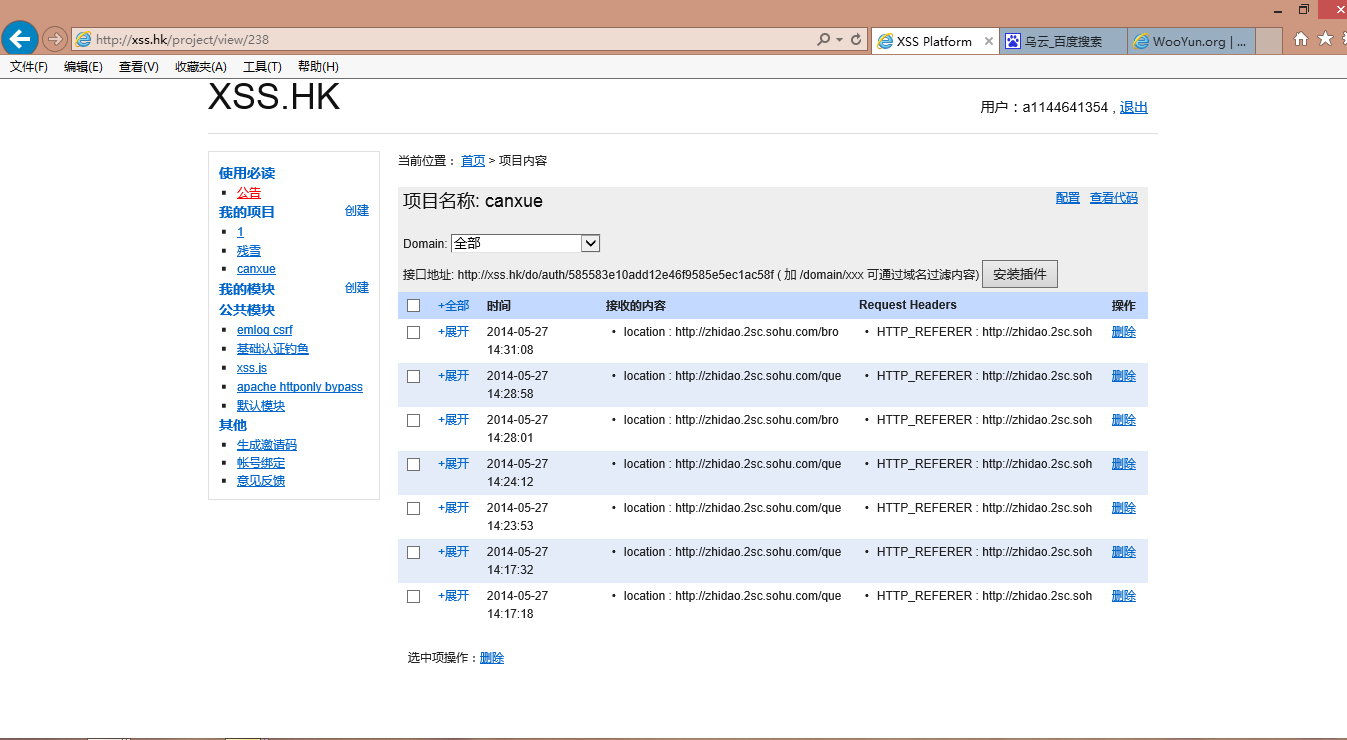 http://xss.hk/project/view/238
XSS Platform
乌云_百度搜索
WooYun.org | ...
文件(F) 编辑(E) 查看(V) 收藏夹(A) 工具(T) 帮助(H)
XSS.HK
用户：a1144641354 , 退出
使用必读
公告
我的项目 创建
1
残雪
canxue
我的模块 创建
公共模块
emlog csrf
基础认证钓鱼
xss.js
apache httponly bypass
默认模块
其他
生成邀请码
帐号绑定
意见反馈
当前位置： 首页 > 项目内容
项目名称: canxue 配置 查看代码
Domain: 全部
接口地址: http://xss.hk/do/auth/585583e10add12e46f9585e5ec1ac58f ( 加 /domain/xxx 可通过域名过滤内容) 安装插件
+全部 时间 接收的内容 Request Headers 操作
+展开 2014-05-27 • location : http://zhidao.2sc.sohu.com/bro • HTTP_REFERER : http://zhidao.2sc.soh 删除
14:31:08
+展开 2014-05-27 • location : http://zhidao.2sc.sohu.com/que • HTTP_REFERER : http://zhidao.2sc.soh 删除
14:28:58
+展开 2014-05-27 • location : http://zhidao.2sc.sohu.com/bro • HTTP_REFERER : http://zhidao.2sc.soh 删除
14:28:01
+展开 2014-05-27 • location : http://zhidao.2sc.sohu.com/que • HTTP_REFERER : http://zhidao.2sc.soh 删除
14:24:12
+展开 2014-05-27 • location : http://zhidao.2sc.sohu.com/que • HTTP_REFERER : http://zhidao.2sc.soh 删除
14:23:53
+展开 2014-05-27 • location : http://zhidao.2sc.sohu.com/que • HTTP_REFERER : http://zhidao.2sc.soh 删除
14:17:32
+展开 2014-05-27 • location : http://zhidao.2sc.sohu.com/que • HTTP_REFERER : http://zhidao.2sc.soh 删除
14:17:18
选中项操作：删除